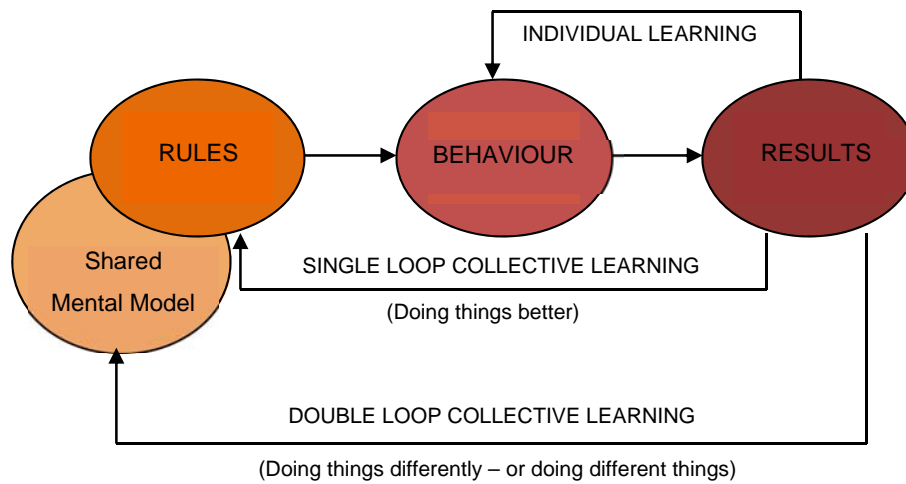 INDIVIDUAL LEARNING
RULES
BEHAVIOUR
RESULTS
Shared
Mental Model
SINGLE LOOP COLLECTIVE LEARNING
(Doing things better)
DOUBLE LOOP COLLECTIVE LEARNING
(Doing things differently – or doing different things)